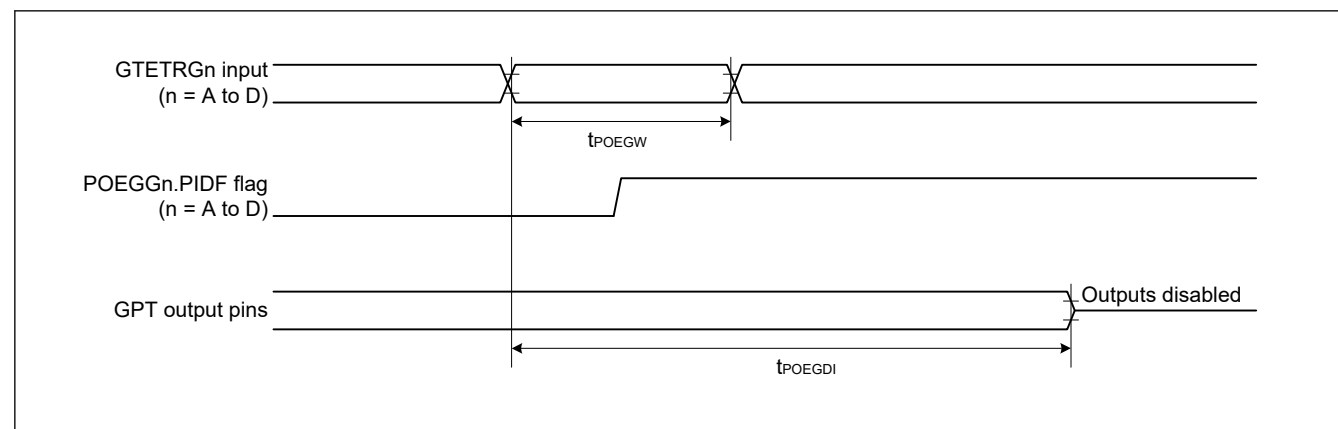 GTETRGn input
(n = A to D)
tPOEGW
POEGGn.PIDF flag
(n = A to D)
GPT output pins
Outputs disabled
tPOEGDI